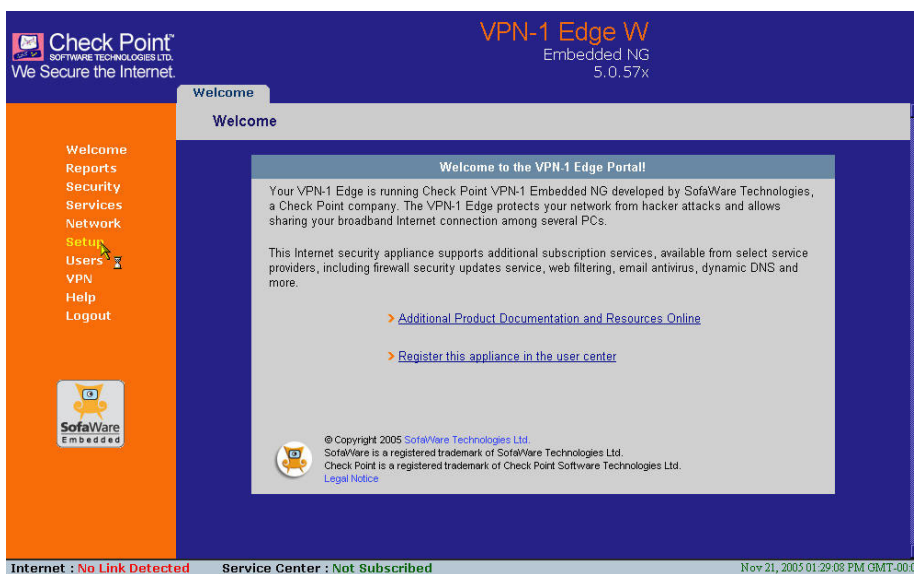 Check Point™
SOFTWARE TECHNOLOGIES LTD.
We Secure the Internet.
VPN-1 Edge W
Embedded NG
5.0.57x
Welcome
Welcome
Welcome
Reports
Security
Services
Network
Setup
Users
VPN
Help
Logout
SofaWare
Embedded
Welcome to the VPN-1 Edge Portal!
Your VPN-1 Edge is running Check Point VPN-1 Embedded NG developed by SofaWare Technologies,
a Check Point company. The VPN-1 Edge protects your network from hacker attacks and allows
sharing your broadband Internet connection among several PCs.
This Internet security appliance supports additional subscription services, available from select service
providers, including firewall security updates service, web filtering, email antivirus, dynamic DNS and
more.
> Additional Product Documentation and Resources Online
> Register this appliance in the user center
© Copyright 2005 SofaWare Technologies Ltd.
SofaWare is a registered trademark of SofaWare Technologies Ltd.
Check Point is a registered trademark of Check Point Software Technologies Ltd.
Legal Notice
Internet : No Link Detected Service Center : Not Subscribed Nov 21, 2005 01:29:08 PM GMT-00: